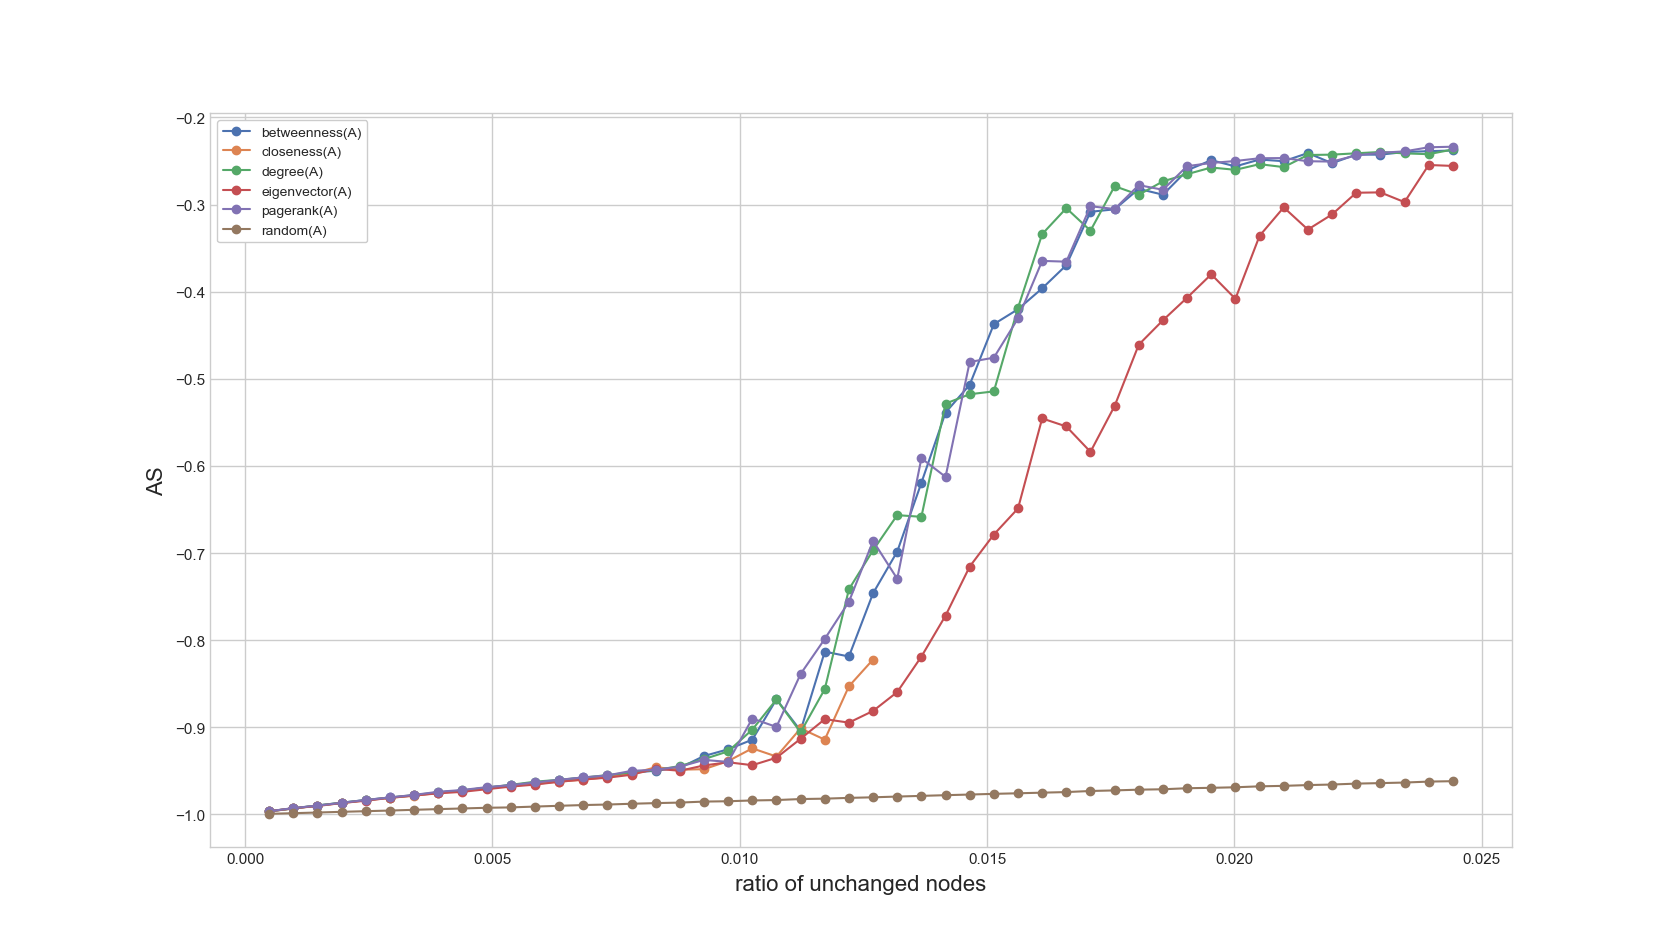 −0.2
−0.3
−0.4
−0.5
−0.6
−0.7
−0.8
−0.9
−1.0
AS
betweenness(A)
closeness(A)
degree(A)
eigenvector(A)
pagerank(A)
random(A)
0.000 0.005 0.010 0.015 0.020 0.025
ratio of unchanged nodes